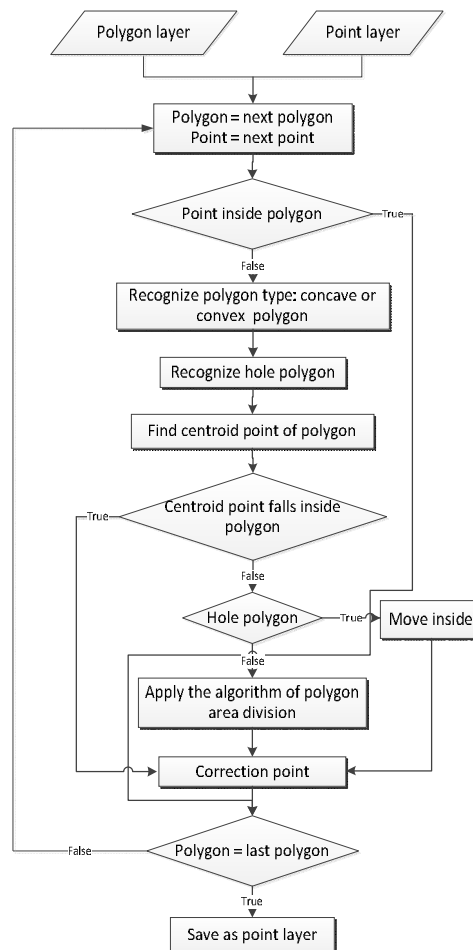 Polygon layer
Point layer
Polygon = next polygon
Point = next point
Point inside polygon
True
False
Recognize polygon type: concave or
convex polygon
Recognize hole polygon
Find centroid point of polygon
Centroid point falls inside
polygon
True
False
Hole polygon
True
Move inside
False
Apply the algorithm of polygon
area division
Correction point
Polygon = last polygon
False
True
Save as point layer